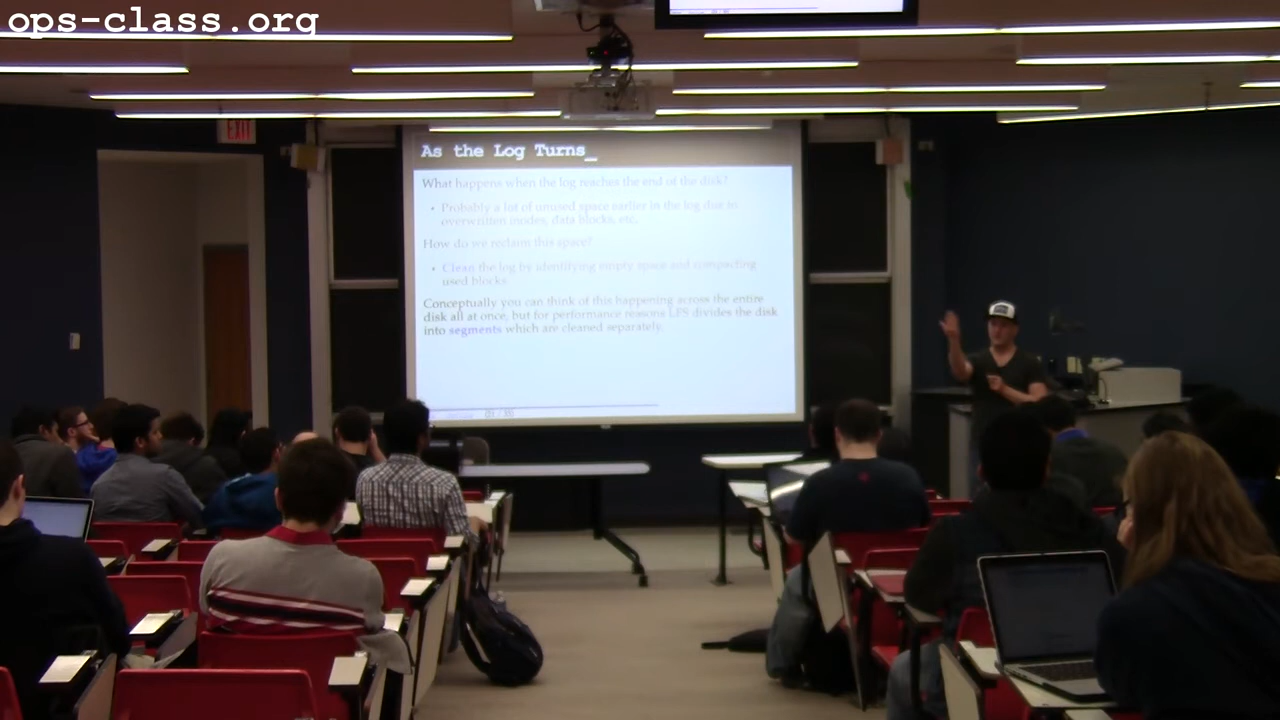 ops-class.org
EXIT
As the Log Turns_
What happens when the log reaches the end of the disk?
• Probably a lot of unused space earlier in the log due to
overwritten inodes, data blocks, etc.
How do we reclaim this space?
• Clean the log by identifying empty space and compacting
used blocks.
Conceptually you can think of this happening across the entire
disk all at once, but for performance reasons LFS divides the disk
into segments which are cleaned separately.